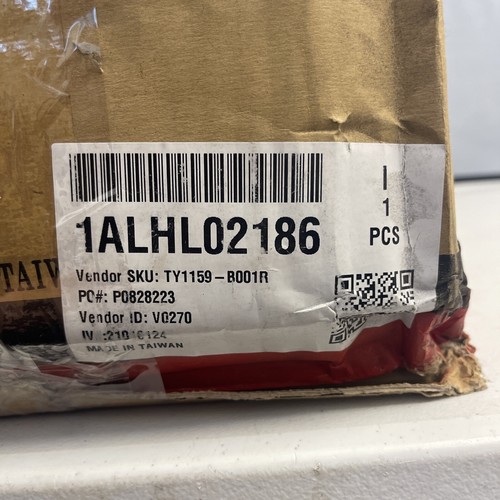 1ALHL02186
I
1
PCS
Vendor SKU: TY1159-B001R
PO#: P0828223
Vendor ID: V0270
MADE IN TAIWAN